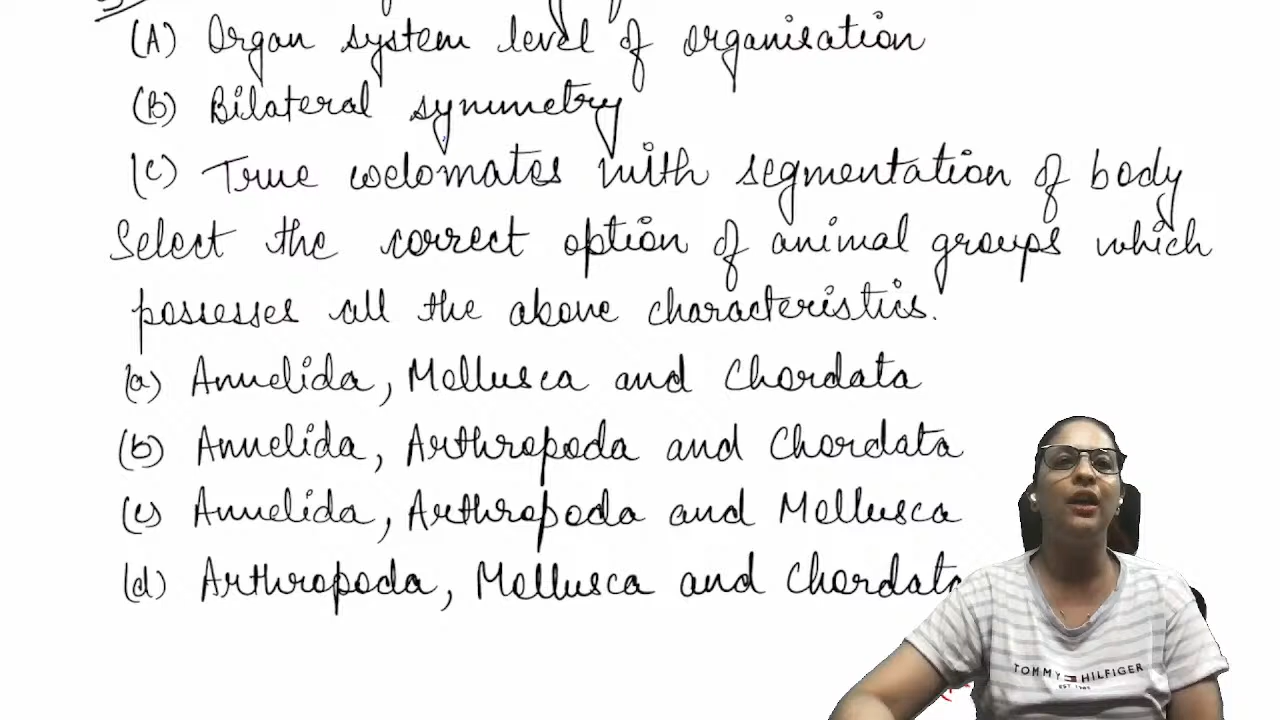 (A) Organ system level of organisation
(B) Bilateral symmetry
(C) True coelomates with segmentation of body
Select the correct option of animal groups which
possesses all the above characteristics.
(a) Annelida, Mollusca and Chordata
(b) Annelida, Arthropoda and Chordata
(c) Annelida, Arthropoda and Mollusca
(d) Arthropoda, Mollusca and Chordata
TOMMY HILFIGER
EST 1985